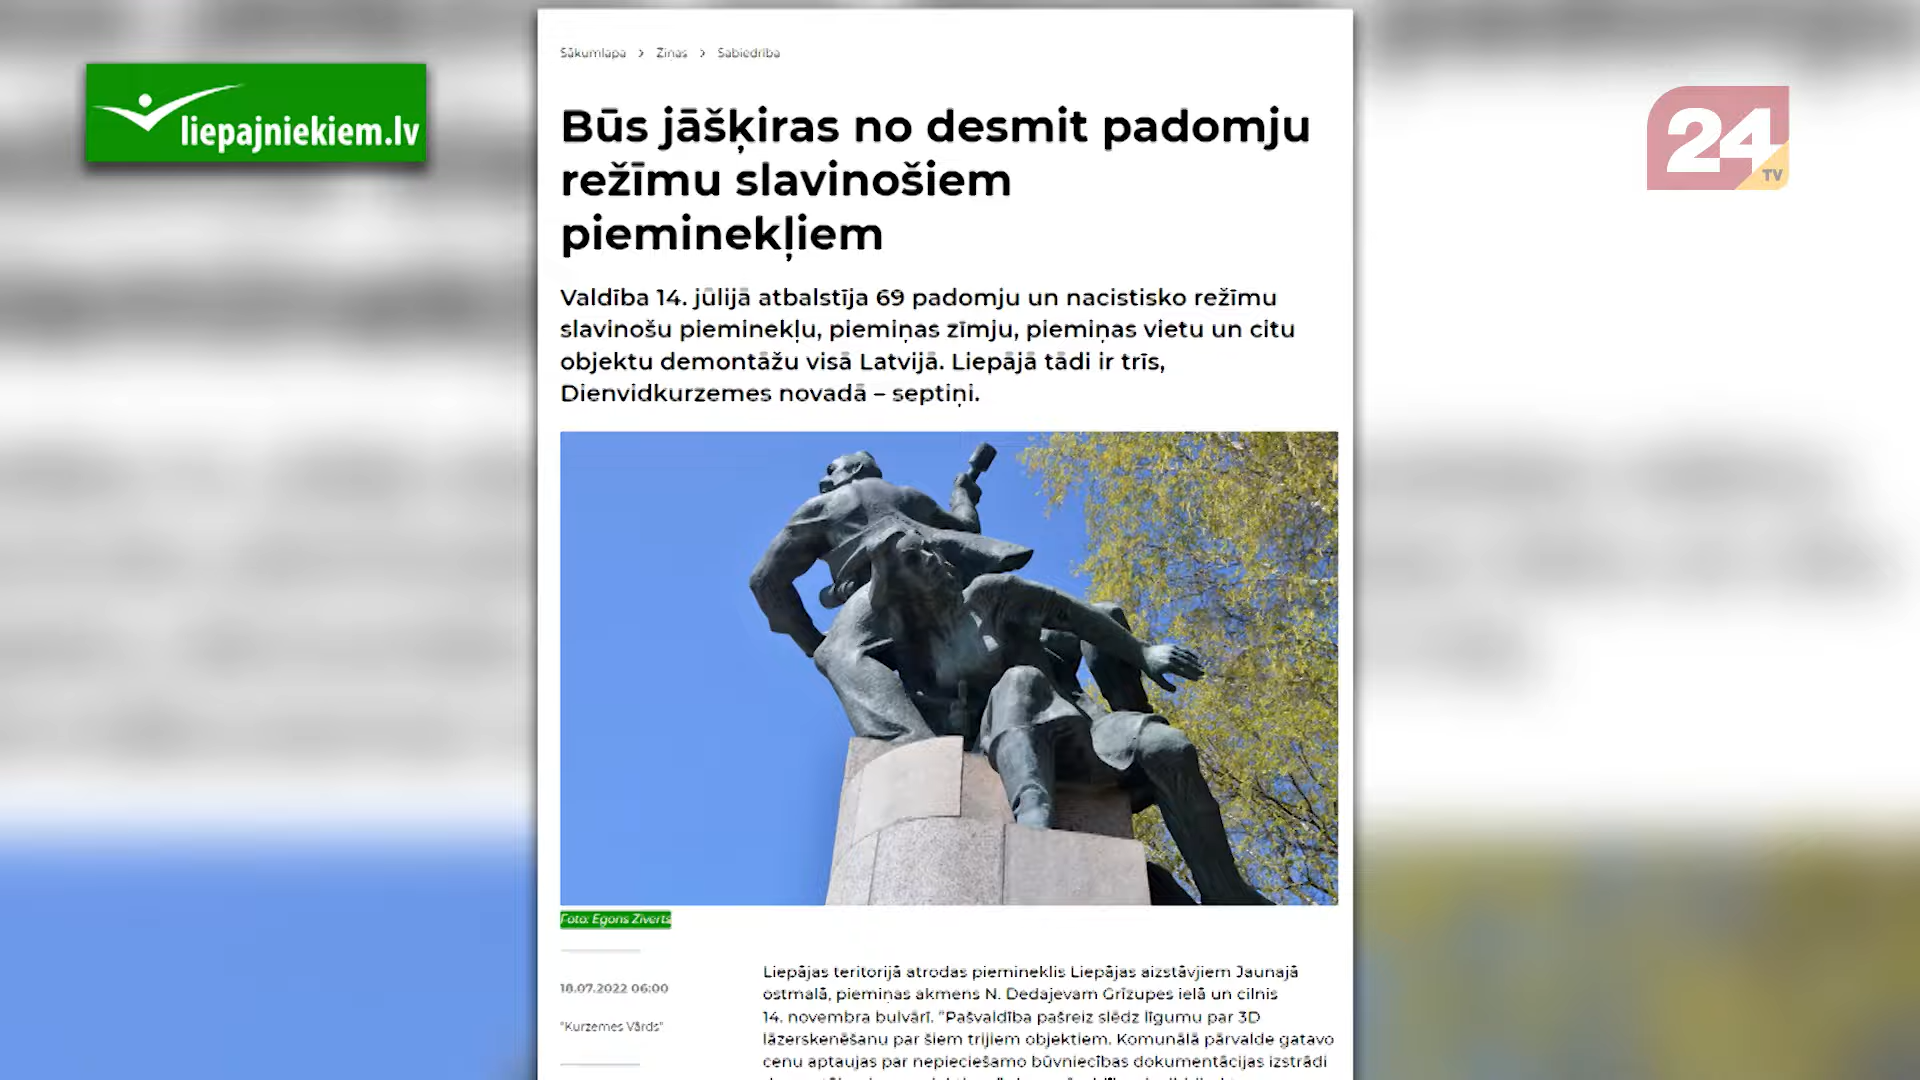 liepajniekiem.lv
24
TV
Sākumlapa > Ziņas > Sabiedrība
Būs jāšķiras no desmit padomju
režīmu slavinošiem
pieminekļiem
Valdība 14. jūlijā atbalstīja 69 padomju un nacistisko režīmu
slavinošu pieminekļu, piemiņas zīmju, piemiņas vietu un citu
objektu demontāžu visā Latvijā. Liepājā tādi ir trīs,
Dienvidkurzemes novadā – septiņi.
Foto: Egons Zīverts
18.07.2022 06:00
"Kurzemes Vārds"
Liepājas teritorijā atrodas piemineklis Liepājas aizstāvjiem Jaunajā
ostmalā, piemiņas akmens N. Dedajevam Grīzupes ielā un cilnis
14. novembra bulvārī. "Pašvaldība pašreiz slēdz līgumu par 3D
lāzerskenēšanu par šiem trijiem objektiem. Komunālā pārvalde gatavo
cenu aptaujas par nepieciešamo būvniecības dokumentācijas izstrādi